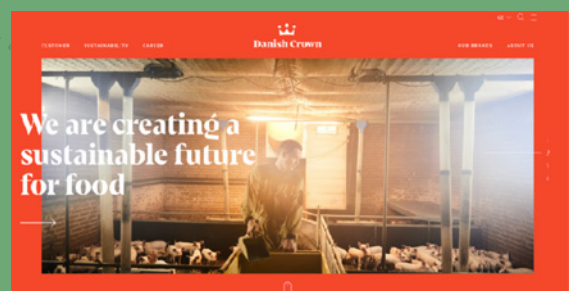 CUSTOMER SUSTAINABILITY CAREER
Danish Crown
OUR BRANDS ABOUT US
We are creating a
sustainable future
for food